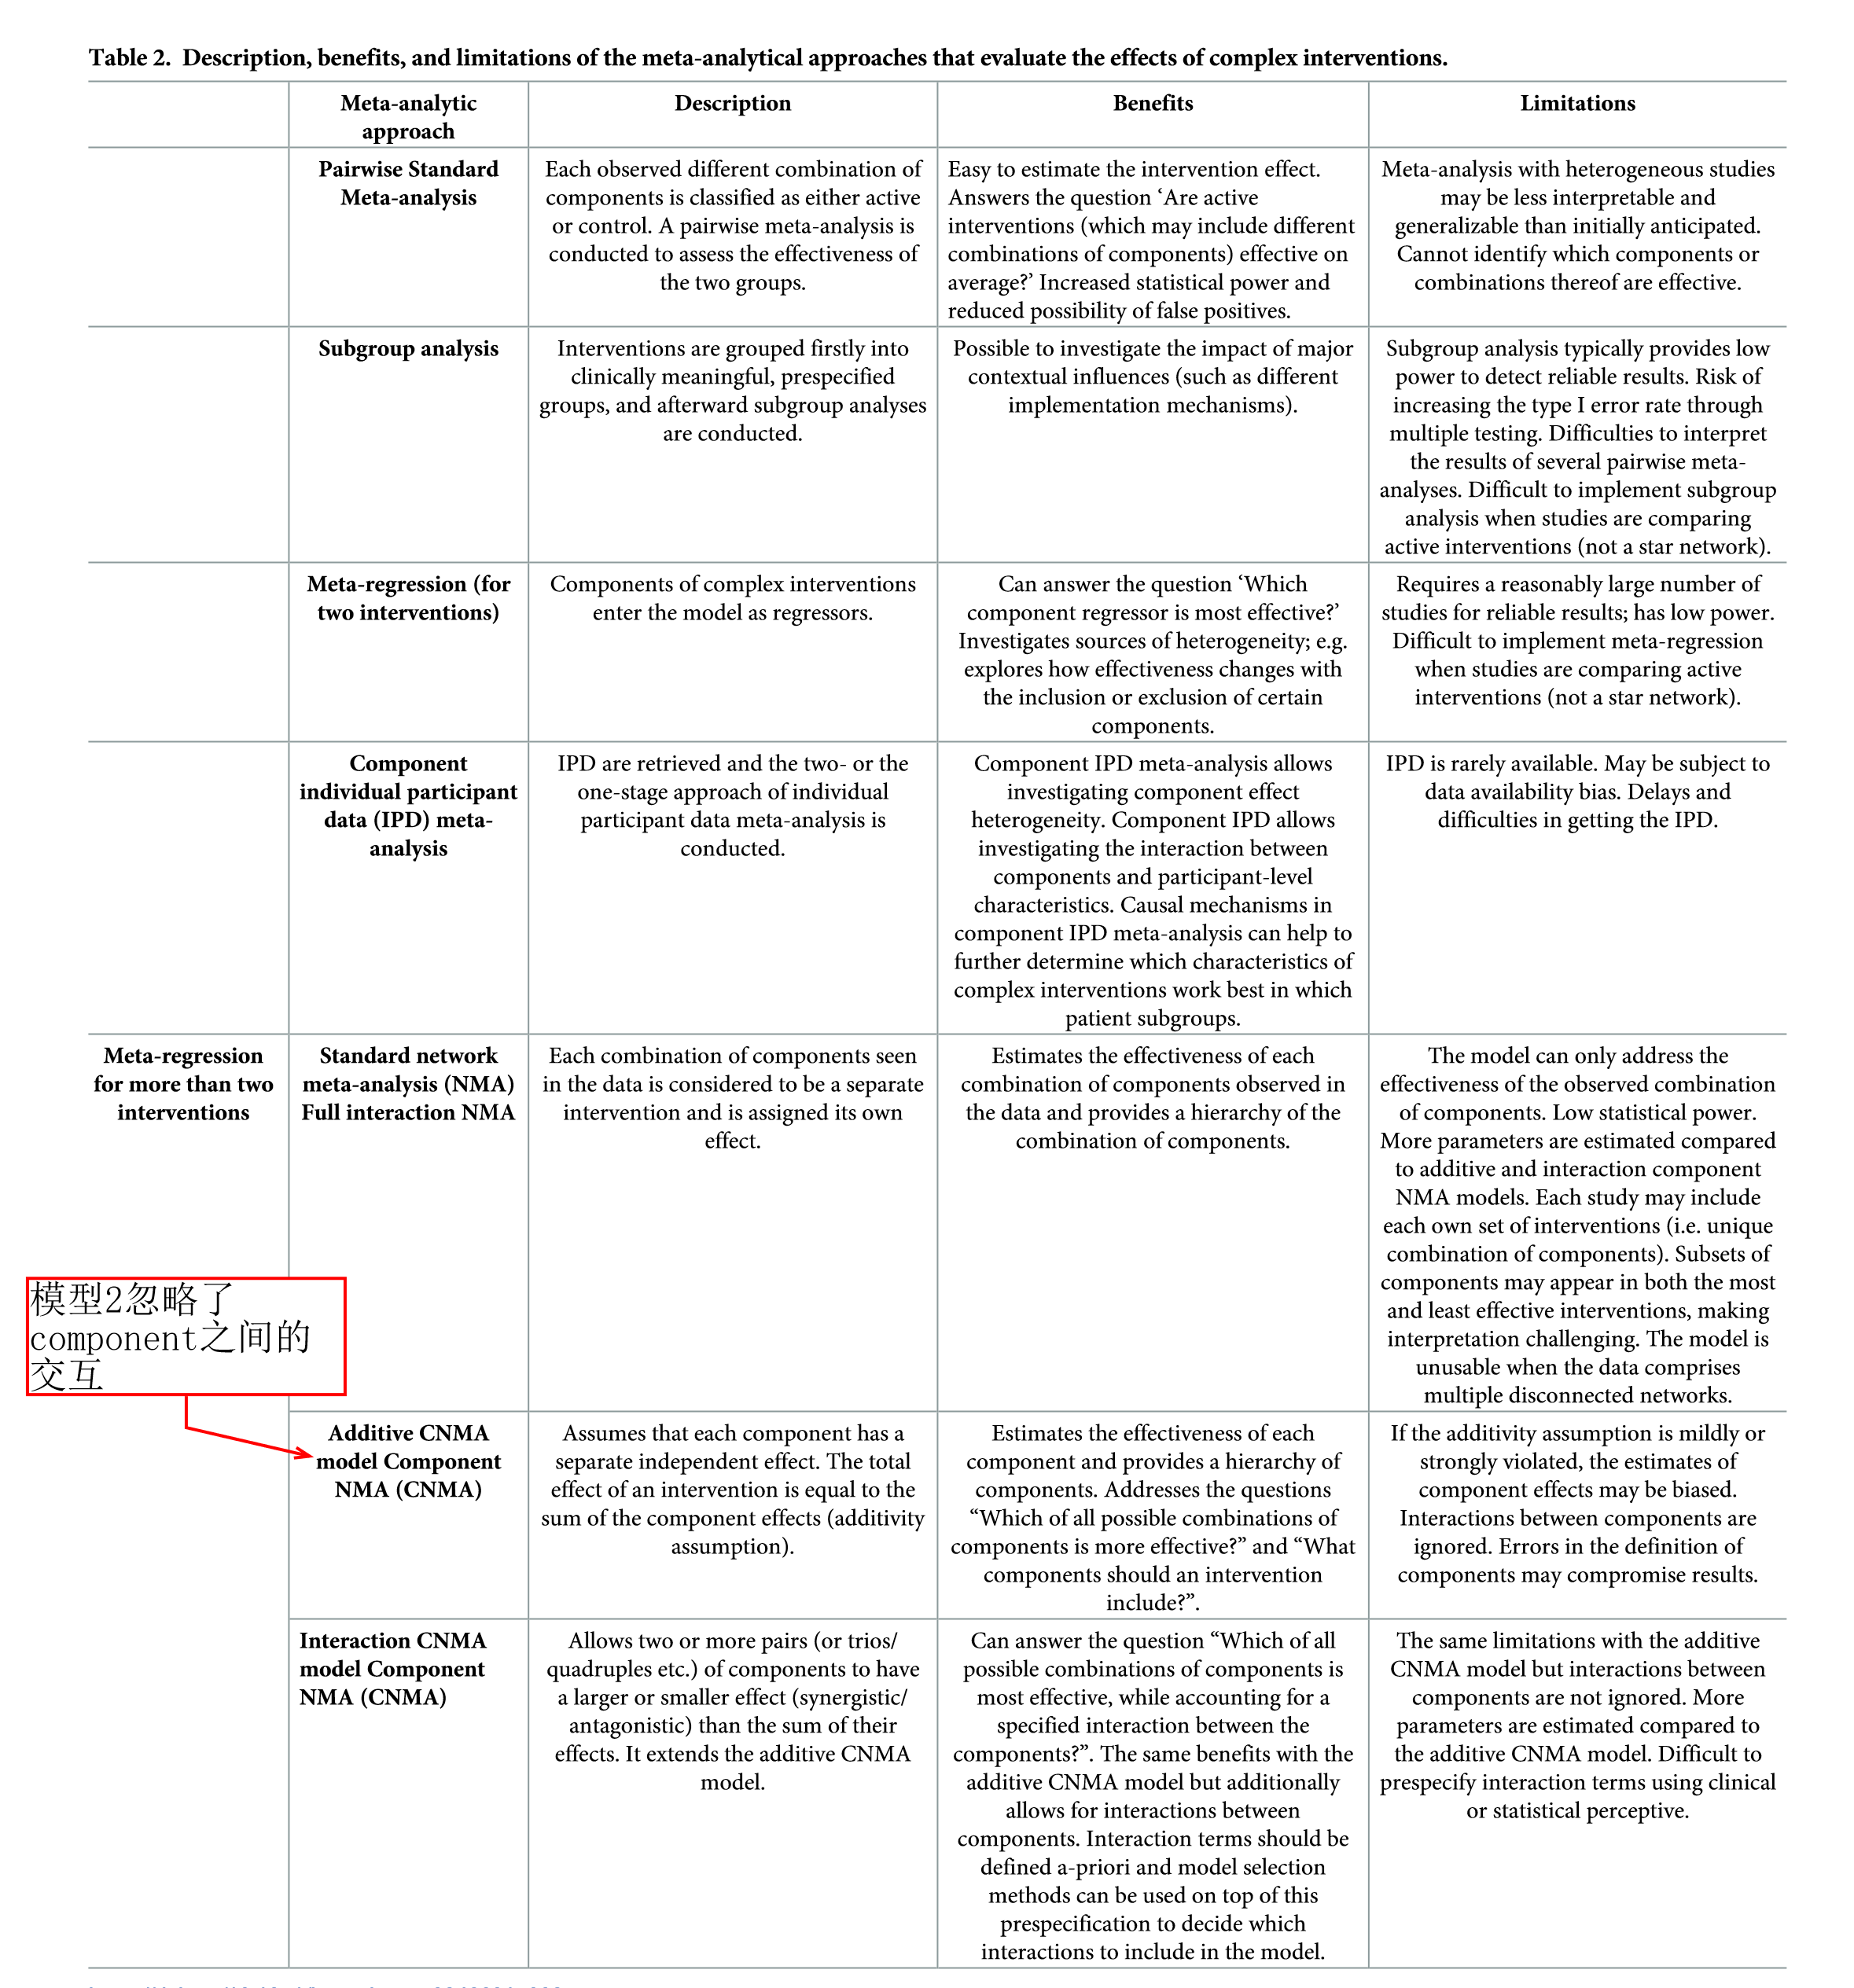 Table 2. Description, benefits, and limitations of the meta-analytical approaches that evaluate the effects of complex interventions.
Meta-analytic
approach
Description
Benefits
Limitations
Pairwise Standard
Meta-analysis
Each observed different combination of
components is classified as either active
or control. A pairwise meta-analysis is
conducted to assess the effectiveness of
the two groups.
Easy to estimate the intervention effect.
Answers the question ‘Are active
interventions (which may include different
combinations of components) effective on
average?’ Increased statistical power and
reduced possibility of false positives.
Meta-analysis with heterogeneous studies
may be less interpretable and
generalizable than initially anticipated.
Cannot identify which components or
combinations thereof are effective.
Subgroup analysis
Interventions are grouped firstly into
clinically meaningful, prespecified
groups, and afterward subgroup analyses
are conducted.
Possible to investigate the impact of major
contextual influences (such as different
implementation mechanisms).
Subgroup analysis typically provides low
power to detect reliable results. Risk of
increasing the type I error rate through
multiple testing. Difficulties to interpret
the results of several pairwise meta-
analyses. Difficult to implement subgroup
analysis when studies are comparing
active interventions (not a star network).
Meta-regression (for
two interventions)
Components of complex interventions
enter the model as regressors.
Can answer the question ‘Which
component regressor is most effective?’
Investigates sources of heterogeneity; e.g.
explores how effectiveness changes with
the inclusion or exclusion of certain
components.
Requires a reasonably large number of
studies for reliable results; has low power.
Difficult to implement meta-regression
when studies are comparing active
interventions (not a star network).
Component
individual participant
data (IPD) meta-
analysis
IPD are retrieved and the two- or the
one-stage approach of individual
participant data meta-analysis is
conducted.
Component IPD meta-analysis allows
investigating component effect
heterogeneity. Component IPD allows
investigating the interaction between
components and participant-level
characteristics. Causal mechanisms in
component IPD meta-analysis can help to
further determine which characteristics of
complex interventions work best in which
patient subgroups.
IPD is rarely available. May be subject to
data availability bias. Delays and
difficulties in getting the IPD.
Meta-regression
for more than two
interventions
Standard network
meta-analysis (NMA)
Full interaction NMA
Each combination of components seen
in the data is considered to be a separate
intervention and is assigned its own
effect.
Estimates the effectiveness of each
combination of components observed in
the data and provides a hierarchy of the
combination of components.
The model can only address the
effectiveness of the observed combination
of components. Low statistical power.
More parameters are estimated compared
to additive and interaction component
NMA models. Each study may include
each own set of interventions (i.e. unique
combination of components). Subsets of
components may appear in both the most
and least effective interventions, making
interpretation challenging. The model is
unusable when the data comprises
multiple disconnected networks.
模型2忽略了
component之间的
交互
Additive CNMA
model Component
NMA (CNMA)
Assumes that each component has a
separate independent effect. The total
effect of an intervention is equal to the
sum of the component effects (additivity
assumption).
Estimates the effectiveness of each
component and provides a hierarchy of
components. Addresses the questions
“Which of all possible combinations of
components is more effective?” and “What
components should an intervention
include?”.
If the additivity assumption is mildly or
strongly violated, the estimates of
component effects may be biased.
Interactions between components are
ignored. Errors in the definition of
components may compromise results.
Interaction CNMA
model Component
NMA (CNMA)
Allows two or more pairs (or trios/
quadruples etc.) of components to have
a larger or smaller effect (synergistic/
antagonistic) than the sum of their
effects. It extends the additive CNMA
model.
Can answer the question “Which of all
possible combinations of components is
most effective, while accounting for a
specified interaction between the
components?”. The same benefits with the
additive CNMA model but additionally
allows for interactions between
components. Interaction terms should be
defined a-priori and model selection
methods can be used on top of this
prespecification to decide which
interactions to include in the model.
The same limitations with the additive
CNMA model but interactions between
components are not ignored. More
parameters are estimated compared to
the additive CNMA model. Difficult to
prespecify interaction terms using clinical
or statistical perceptive.